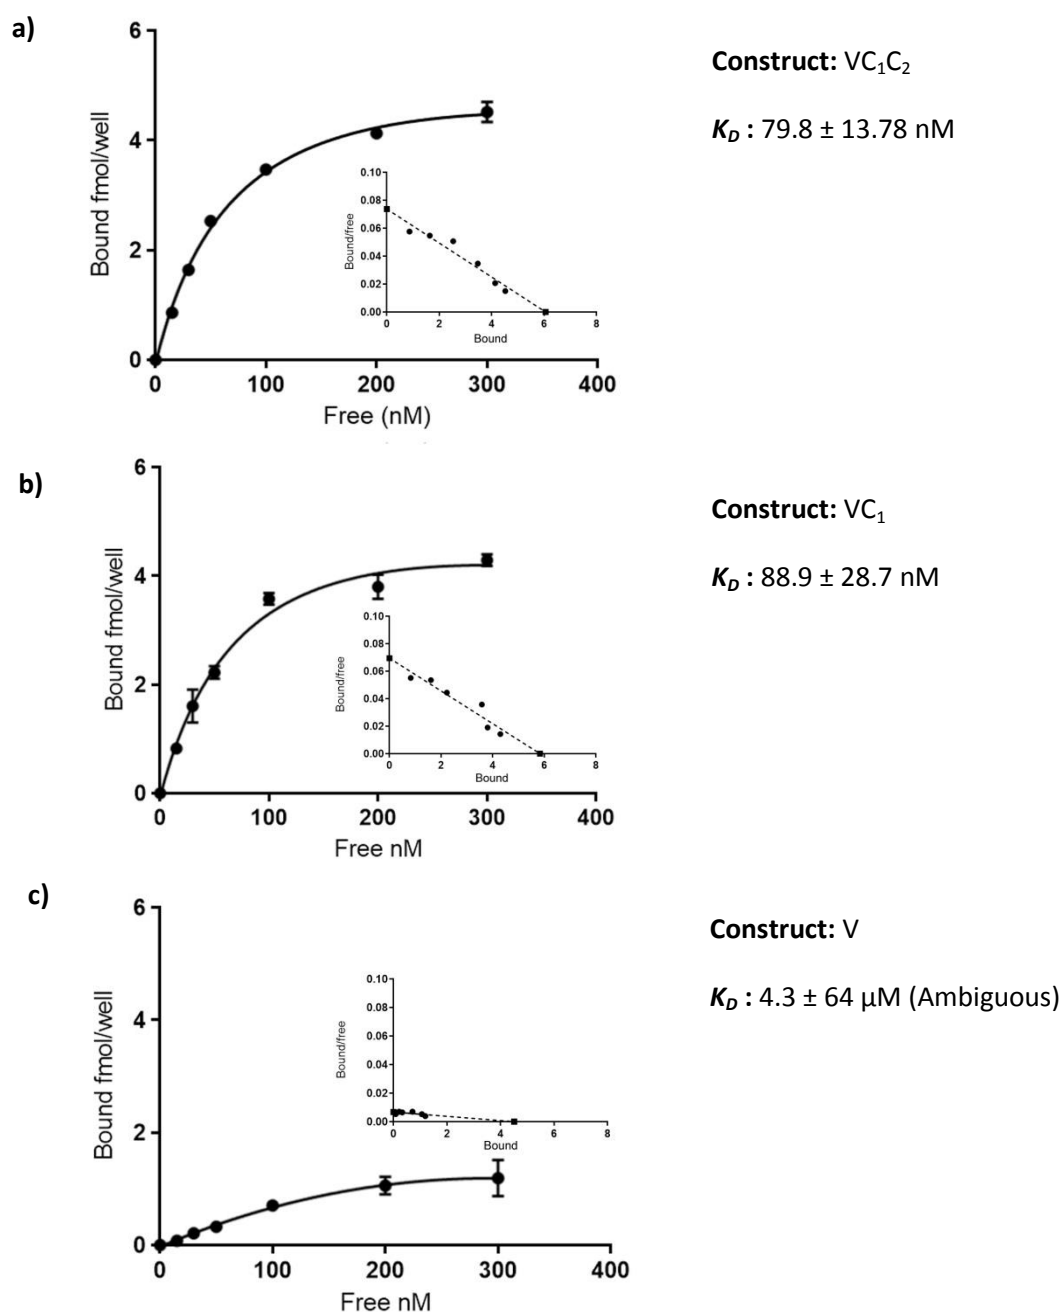 a)
6
4
2
0
Bound fmol/well
0 100 200 300 400
Free (nM)
0.10
0.08
0.06
0.04
0.02
0.00
Bound/free
0 2 4 6 8
Bound
Construct: VC₁C₂
K_D : 79.8 ± 13.78 nM
b)
6
4
2
0
Bound fmol/well
0 100 200 300 400
Free nM
0.10
0.08
0.06
0.04
0.02
0.00
Bound/free
0 2 4 6 8
Bound
Construct: VC₁
K_D : 88.9 ± 28.7 nM
c)
6
4
2
0
Bound fmol/well
0 100 200 300 400
Free nM
0.10
0.08
0.06
0.04
0.02
0.00
Bound/free
0 2 4 6 8
Bound
Construct: V
K_D : 4.3 ± 64 µM (Ambiguous)